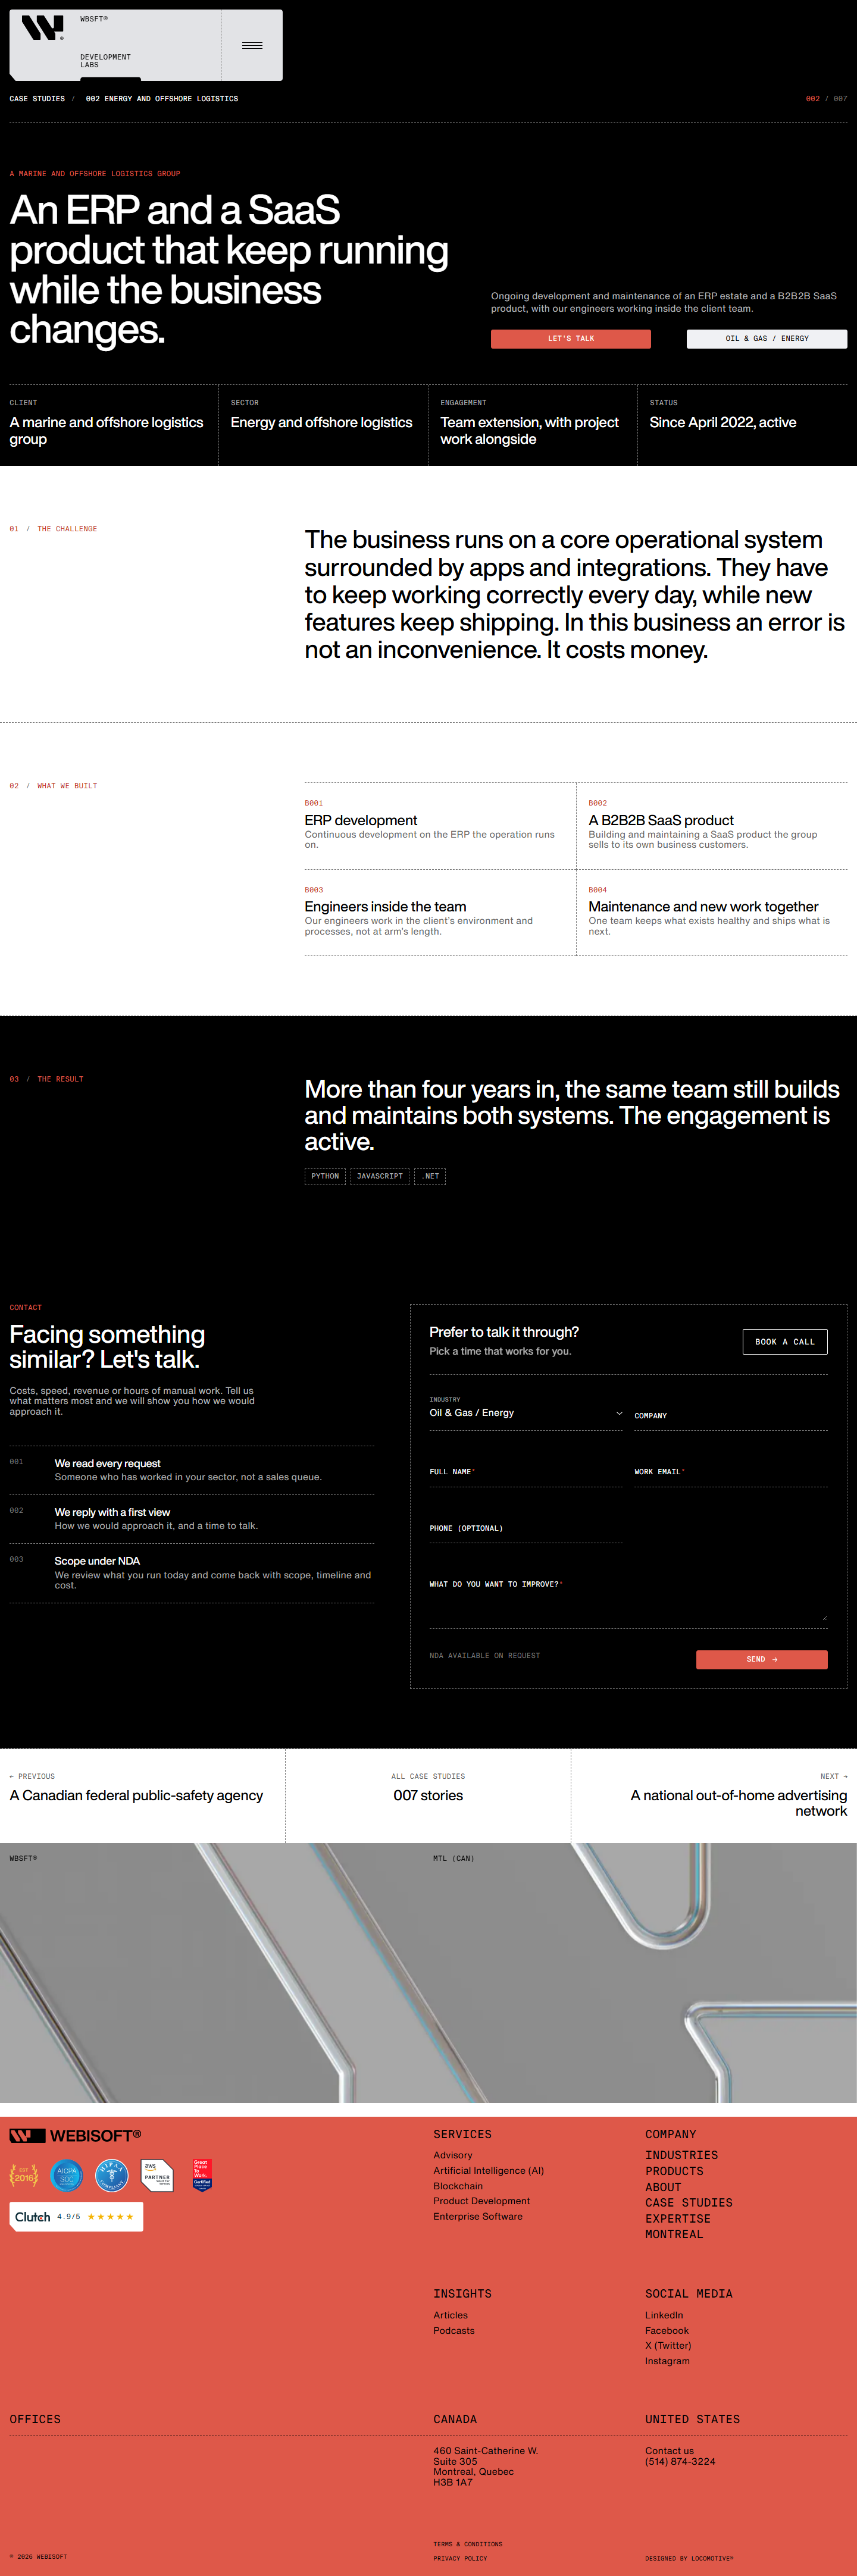 WBSFT®
DEVELOPMENT
LABS
CASE STUDIES / 002 ENERGY AND OFFSHORE LOGISTICS
002 / 007
A MARINE AND OFFSHORE LOGISTICS GROUP
An ERP and a SaaS
product that keep running
while the business
changes.
Ongoing development and maintenance of an ERP estate and a B2B2B SaaS
product, with our engineers working inside the client team.
LET'S TALK
OIL & GAS / ENERGY
CLIENT
A marine and offshore logistics
group
SECTOR
Energy and offshore logistics
ENGAGEMENT
Team extension, with project
work alongside
STATUS
Since April 2022, active
01 / THE CHALLENGE
The business runs on a core operational system
surrounded by apps and integrations. They have
to keep working correctly every day, while new
features keep shipping. In this business an error is
not an inconvenience. It costs money.
02 / WHAT WE BUILT
B001
ERP development
Continuous development on the ERP the operation runs
on.
B002
A B2B2B SaaS product
Building and maintaining a SaaS product the group
sells to its own business customers.
B003
Engineers inside the team
Our engineers work in the client's environment and
processes, not at arm's length.
B004
Maintenance and new work together
One team keeps what exists healthy and ships what is
next.
03 / THE RESULT
More than four years in, the same team still builds
and maintains both systems. The engagement is
active.
PYTHON
JAVASCRIPT
.NET
CONTACT
Facing something
similar? Let's talk.
Costs, speed, revenue or hours of manual work. Tell us
what matters most and we will show you how we would
approach it.
001
We read every request
Someone who has worked in your sector, not a sales queue.
002
We reply with a first view
How we would approach it, and a time to talk.
003
Scope under NDA
We review what you run today and come back with scope, timeline and
cost.
Prefer to talk it through?
Pick a time that works for you.
BOOK A CALL
INDUSTRY
Oil & Gas / Energy
COMPANY
FULL NAME*
WORK EMAIL*
PHONE (OPTIONAL)
WHAT DO YOU WANT TO IMPROVE?*
NDA AVAILABLE ON REQUEST
SEND →
← PREVIOUS
A Canadian federal public-safety agency
ALL CASE STUDIES
007 stories
NEXT →
A national out-of-home advertising
network
WBSFT®
MTL (CAN)
WEBISOFT®
EST
2016
AICPA
SOC
HIPAA
COMPLIANT
aws
PARTNER
Great
Place
To
Work.
Certified
Clutch 4.9/5 ★★★★★
SERVICES
Advisory
Artificial Intelligence (AI)
Blockchain
Product Development
Enterprise Software
COMPANY
INDUSTRIES
PRODUCTS
ABOUT
CASE STUDIES
EXPERTISE
MONTREAL
INSIGHTS
Articles
Podcasts
SOCIAL MEDIA
LinkedIn
Facebook
X (Twitter)
Instagram
OFFICES
CANADA
460 Saint-Catherine W.
Suite 305
Montreal, Quebec
H3B 1A7
UNITED STATES
Contact us
(514) 874-3224
© 2026 WEBISOFT
TERMS & CONDITIONS
PRIVACY POLICY
DESIGNED BY LOCOMOTIVE®